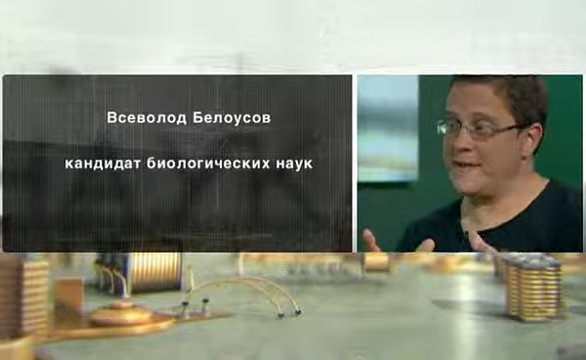 Всеволод Белоусов
кандидат биологических наук